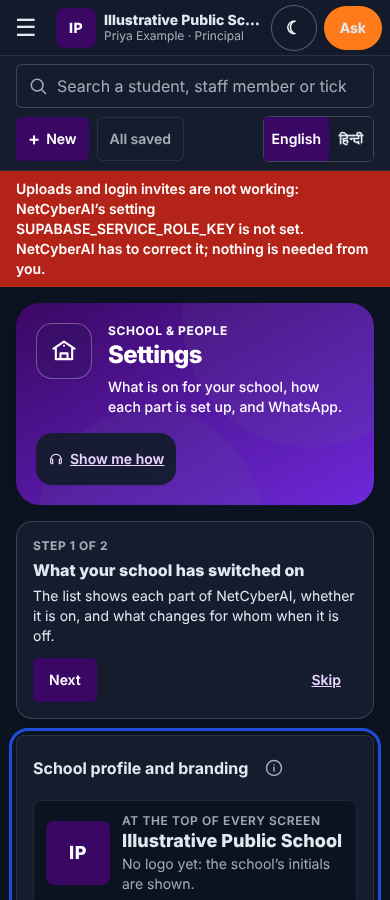 ☰
IP
Illustrative Public Sc...
Priya Example · Principal
Ask
Search a student, staff member or tick
+ New
All saved
English
हिन्दी
Uploads and login invites are not working:
NetCyberAI's setting
SUPABASE_SERVICE_ROLE_KEY is not set.
NetCyberAI has to correct it; nothing is needed from
you.
SCHOOL & PEOPLE
Settings
What is on for your school, how
each part is set up, and WhatsApp.
Show me how
STEP 1 OF 2
What your school has switched on
The list shows each part of NetCyberAI, whether
it is on, and what changes for whom when it is
off.
Next
Skip
School profile and branding
IP
AT THE TOP OF EVERY SCREEN
Illustrative Public School
No logo yet: the school's initials
are shown.